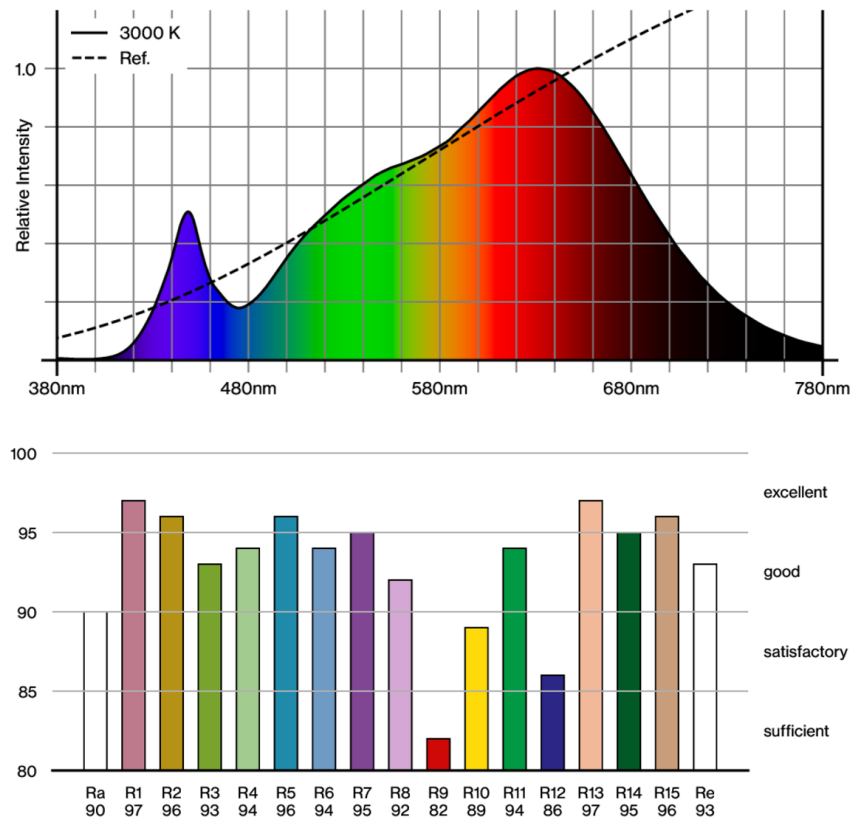 3000 K
Ref.
1.0
Relative Intensity
380nm 480nm 580nm 680nm 780nm
100
excellent
95
good
90
satisfactory
85
sufficient
80
Ra R1 R2 R3 R4 R5 R6 R7 R8 R9 R10 R11 R12 R13 R14 R15 Re
90 97 96 93 94 96 94 95 92 82 89 94 86 97 95 96 93